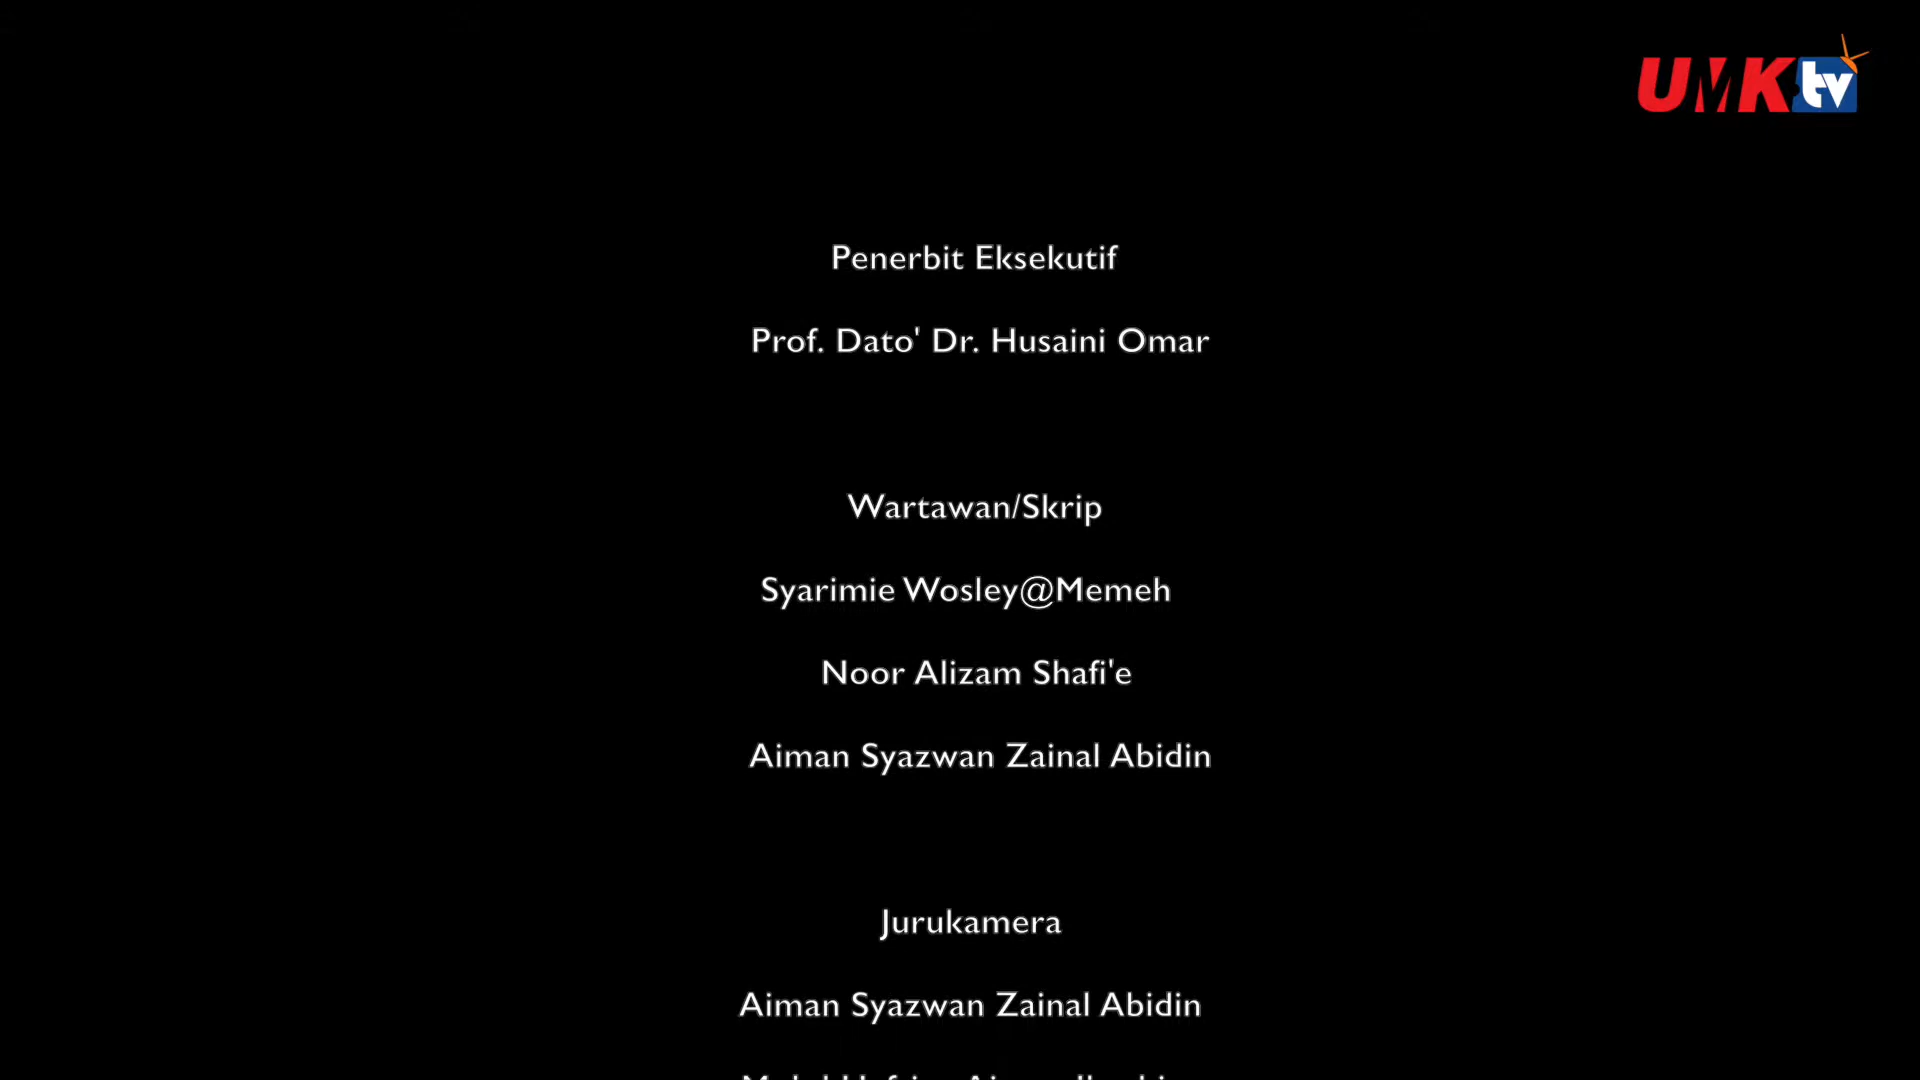 UMKtv
Penerbit Eksekutif
Prof. Dato' Dr. Husaini Omar
Wartawan/Skrip
Syarimie Wosley@Memeh
Noor Alizam Shafi'e
Aiman Syazwan Zainal Abidin
Jurukamera
Aiman Syazwan Zainal Abidin